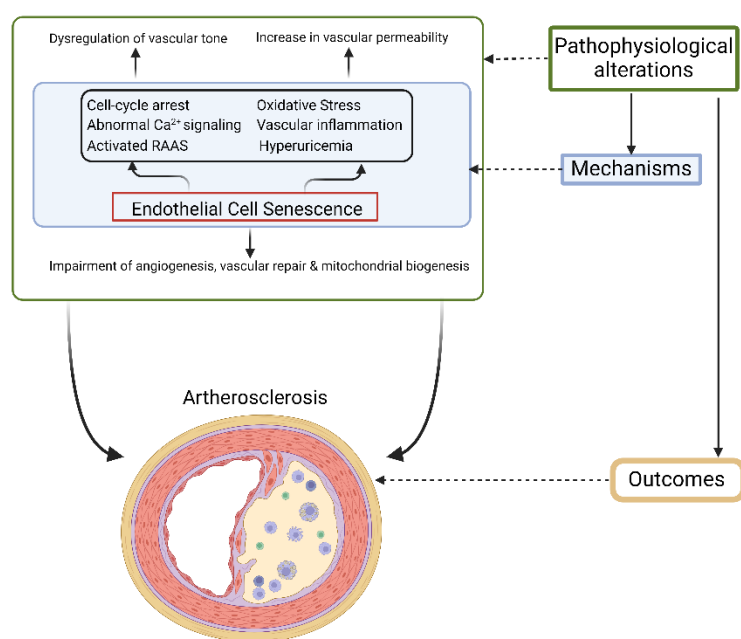 Dysregulation of vascular tone
Increase in vascular permeability
Cell-cycle arrest
Abnormal Ca²⁺ signaling
Activated RAAS
Oxidative Stress
Vascular inflammation
Hyperuricemia
Endothelial Cell Senescence
Impairment of angiogenesis, vascular repair & mitochondrial biogenesis
Pathophysiological
alterations
Mechanisms
Artherosclerosis
Outcomes